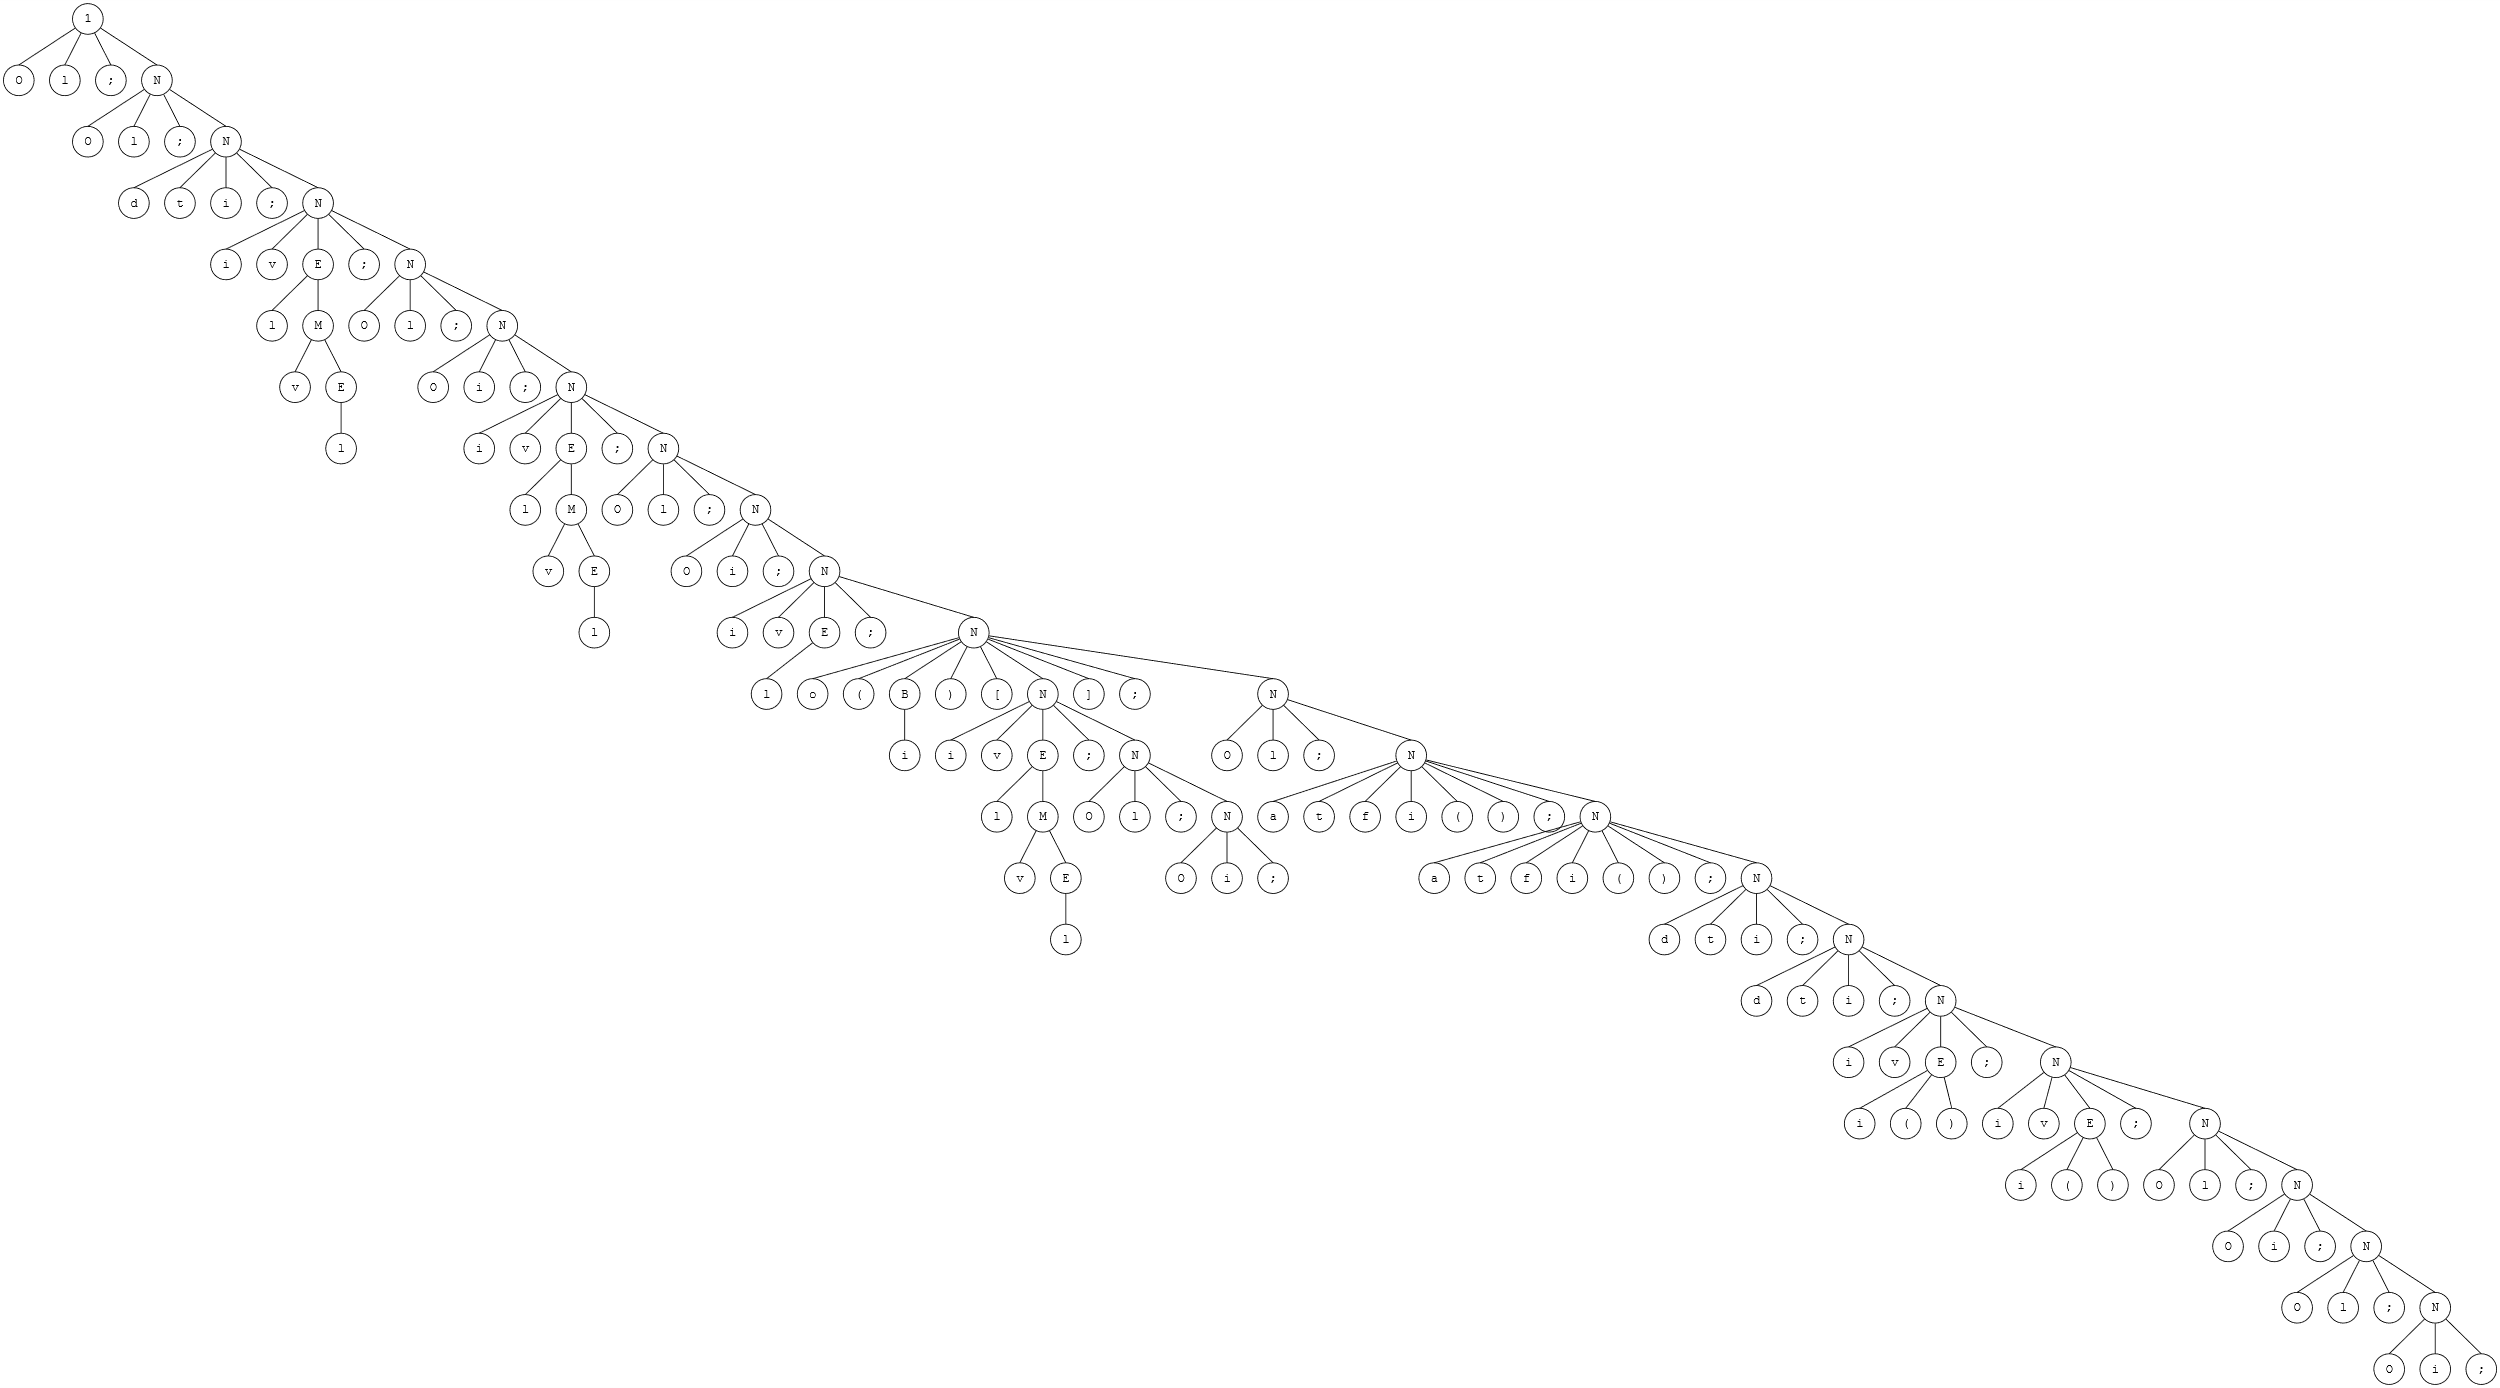 1
O l ; N
O l ; N
d t i ; N
i v E ; N
l M O l ; N
v E O i ; N
l i v E ; N
l M O l ; N
v E O i ; N
l i v E ; N
l o ( B ) [ N ] ; N
i i v E ; N O l ; N
l M O l ; N a t f i ( ) ; N
v E O i ; a t f i ( ) ; N
l d t i ; N
d t i ; N
i v E ; N
i ( ) i v E ; N
i ( ) O l ; N
O i ; N
O l ; N
O i ;